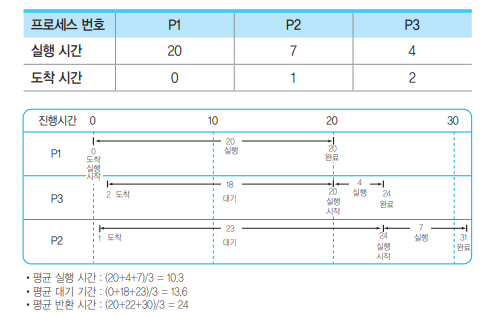 프로세스 번호 P1 P2 P3
실행 시간 20 7 4
도착 시간 0 1 2
진행시간 0 10 20 30
P1 0 도착 실행 시작 20 실행 20 완료
P3 2 도착 18 대기 20 실행 시작 4 실행 24 완료
P2 1 도착 23 대기 24 실행 시작 7 실행 31 완료
• 평균 실행 시간 : (20+4+7)/3 = 10.3
• 평균 대기 기간 : (0+18+23)/3 = 13.6
• 평균 반환 시간 : (20+22+30)/3 = 24